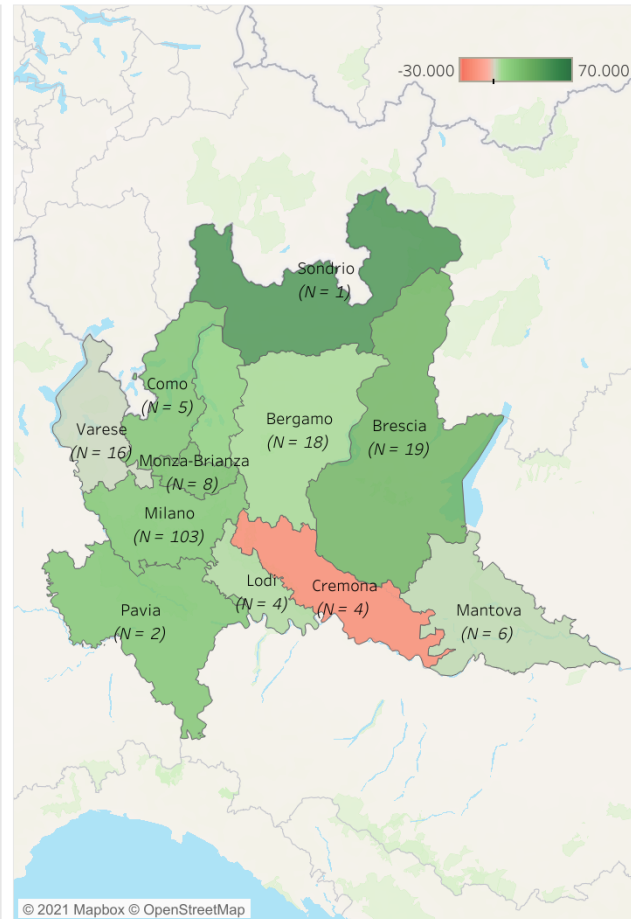 -30.000 70.000
Sondrio
(N = 1)
Como
(N = 5)
Varese
(N = 16)
Bergamo
(N = 18)
Brescia
(N = 19)
Monza-Brianza
(N = 8)
Milano
(N = 103)
Lodi
(N = 4)
Cremona
(N = 4)
Pavia
(N = 2)
Mantova
(N = 6)
© 2021 Mapbox © OpenStreetMap